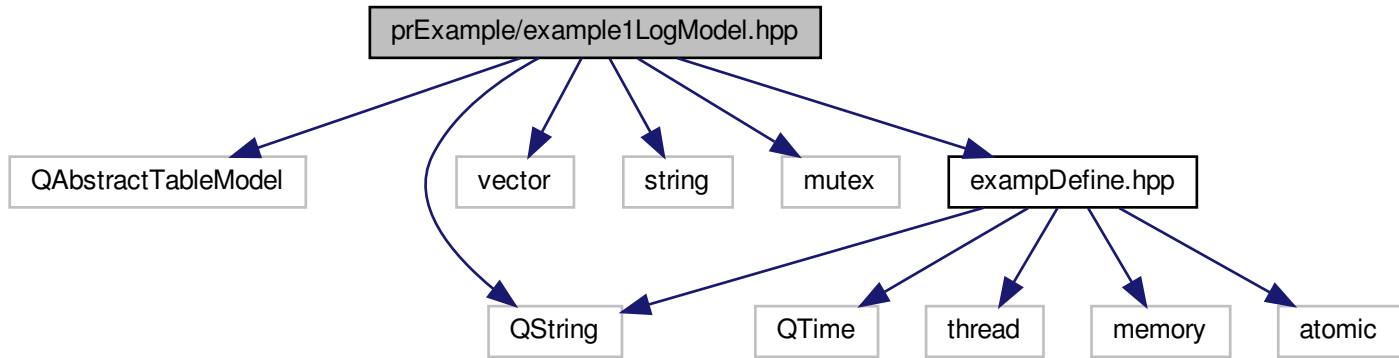 prExample/example1LogModel.hpp
QAbstractTableModel
vector
string
mutex
exampDefine.hpp
QString
QTime
thread
memory
atomic